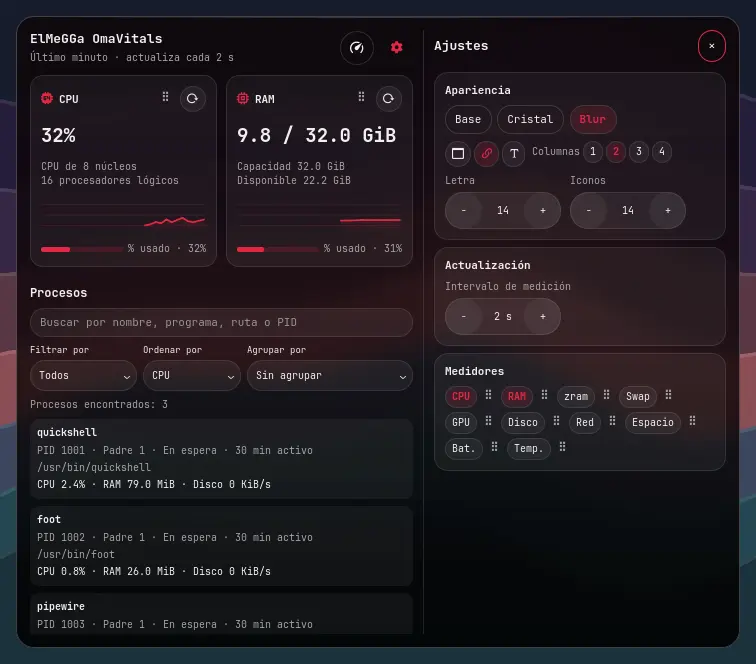 ElMeGGa OmaVitals
Último minuto · actualiza cada 2 s
CPU
32%
CPU de 8 núcleos
16 procesadores lógicos
% usado · 32%
RAM
9.8 / 32.0 GiB
Capacidad 32.0 GiB
Disponible 22.2 GiB
% usado · 31%
Procesos
Buscar por nombre, programa, ruta o PID
Filtrar por
Ordenar por
Agrupar por
Todos
CPU
Sin agrupar
Procesos encontrados: 3
quickshell
PID 1001 · Padre 1 · En espera · 30 min activo
/usr/bin/quickshell
CPU 2.4% · RAM 79.0 MiB · Disco 0 KiB/s
foot
PID 1002 · Padre 1 · En espera · 30 min activo
/usr/bin/foot
CPU 0.8% · RAM 26.0 MiB · Disco 0 KiB/s
pipewire
PID 1003 · Padre 1 · En espera · 30 min activo
Ajustes
×
Apariencia
Base
Cristal
Blur
T
Columnas 1 2 3 4
Letra
Iconos
- 14 +
- 14 +
Actualización
Intervalo de medición
- 2 s +
Medidores
CPU
RAM
zram
Swap
GPU
Disco
Red
Espacio
Bat.
Temp.